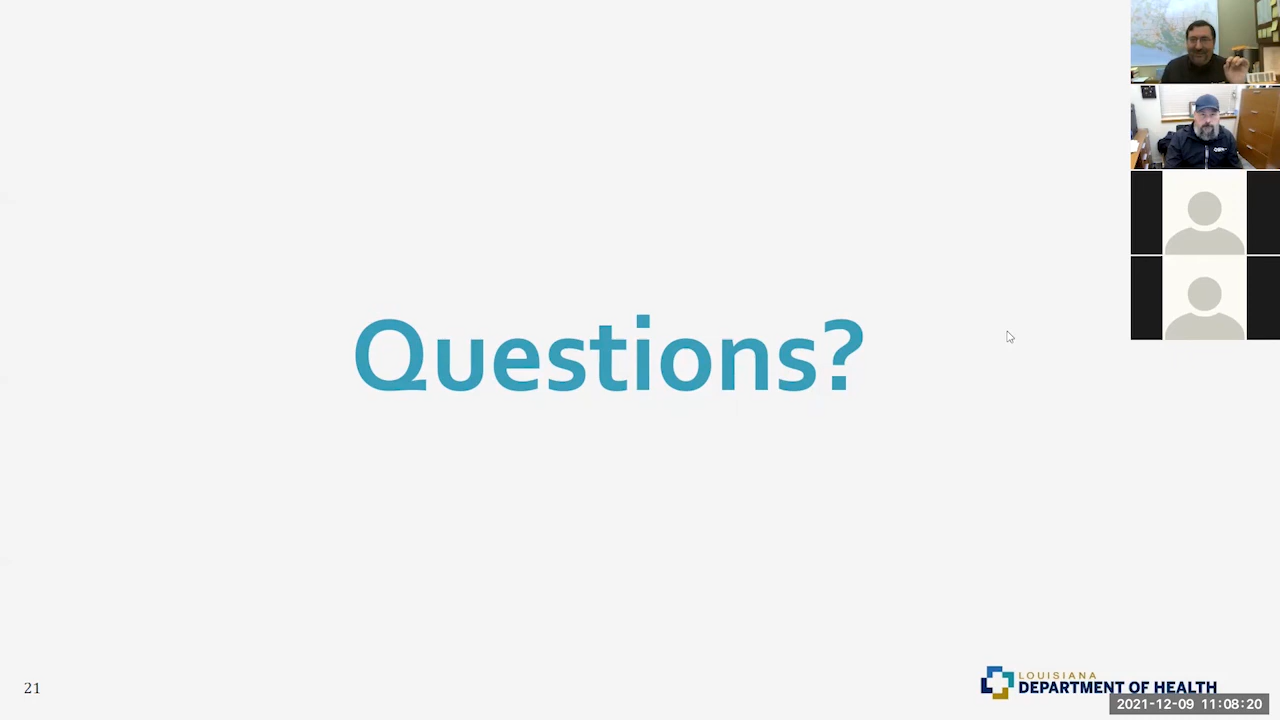 Questions?
21
LOUISIANA
DEPARTMENT OF HEALTH
2021-12-09 11:08:20